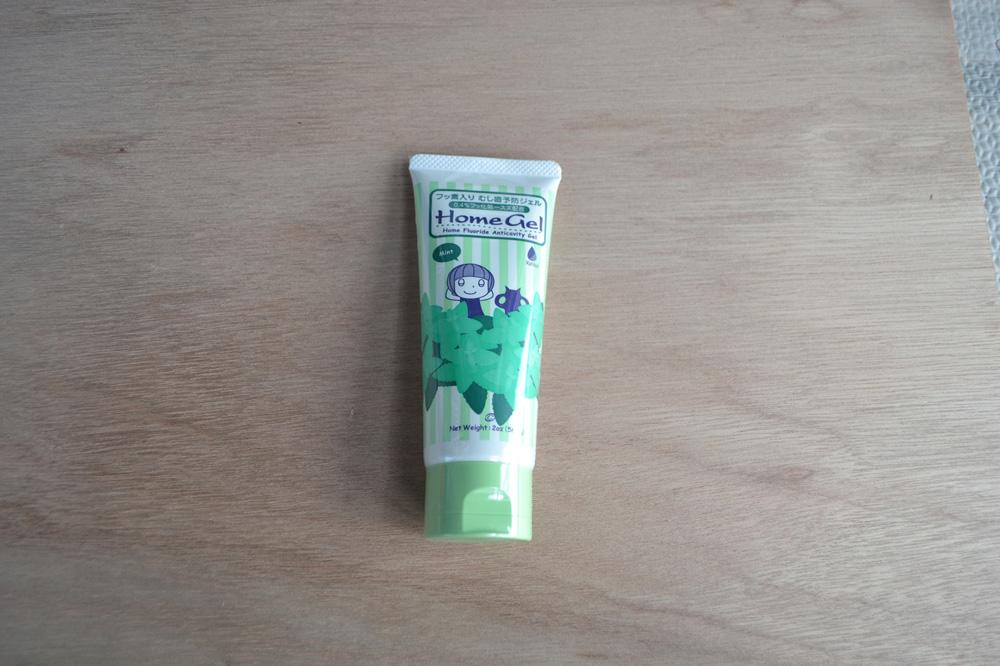 フッ素入り むし歯予防ジェル
0.4%フッ化第一スズ配合
Home Gel
Home Fluoride Anticavity Gel
Mint
Xylitol
Net Weight: 2oz